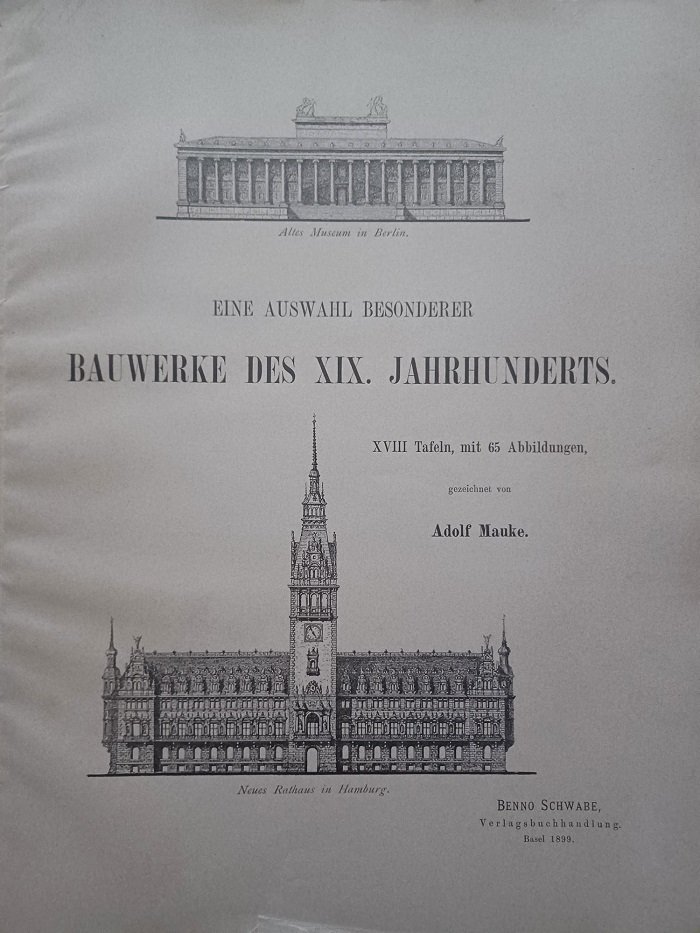 Altes Museum in Berlin.
EINE AUSWAHL BESONDERER
BAUWERKE DES XIX. JAHRHUNDERTS.
XVIII Tafeln, mit 65 Abbildungen,
gezeichnet von
Adolf Mauke.
Neues Rathaus in Hamburg.
BENNO SCHWABE,
Verlagsbuchhandlung.
Basel 1899.